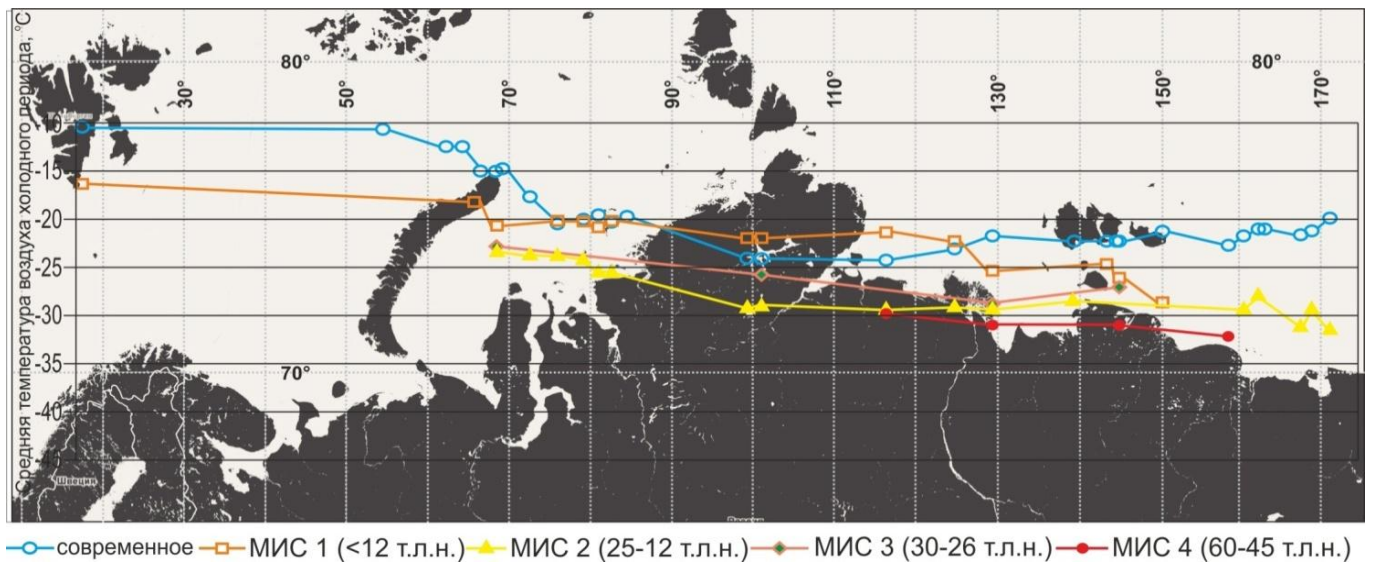 Средняя температура воздуха холодного периода, °C
80°
80°
30°
50°
70°
90°
110°
130°
150°
170°
-10
-15
-20
-25
-30
-35
-40
70°
70°
Швеция
современное
МИС 1 (<12 т.л.н.)
МИС 2 (25-12 т.л.н.)
МИС 3 (30-26 т.л.н.)
МИС 4 (60-45 т.л.н.)